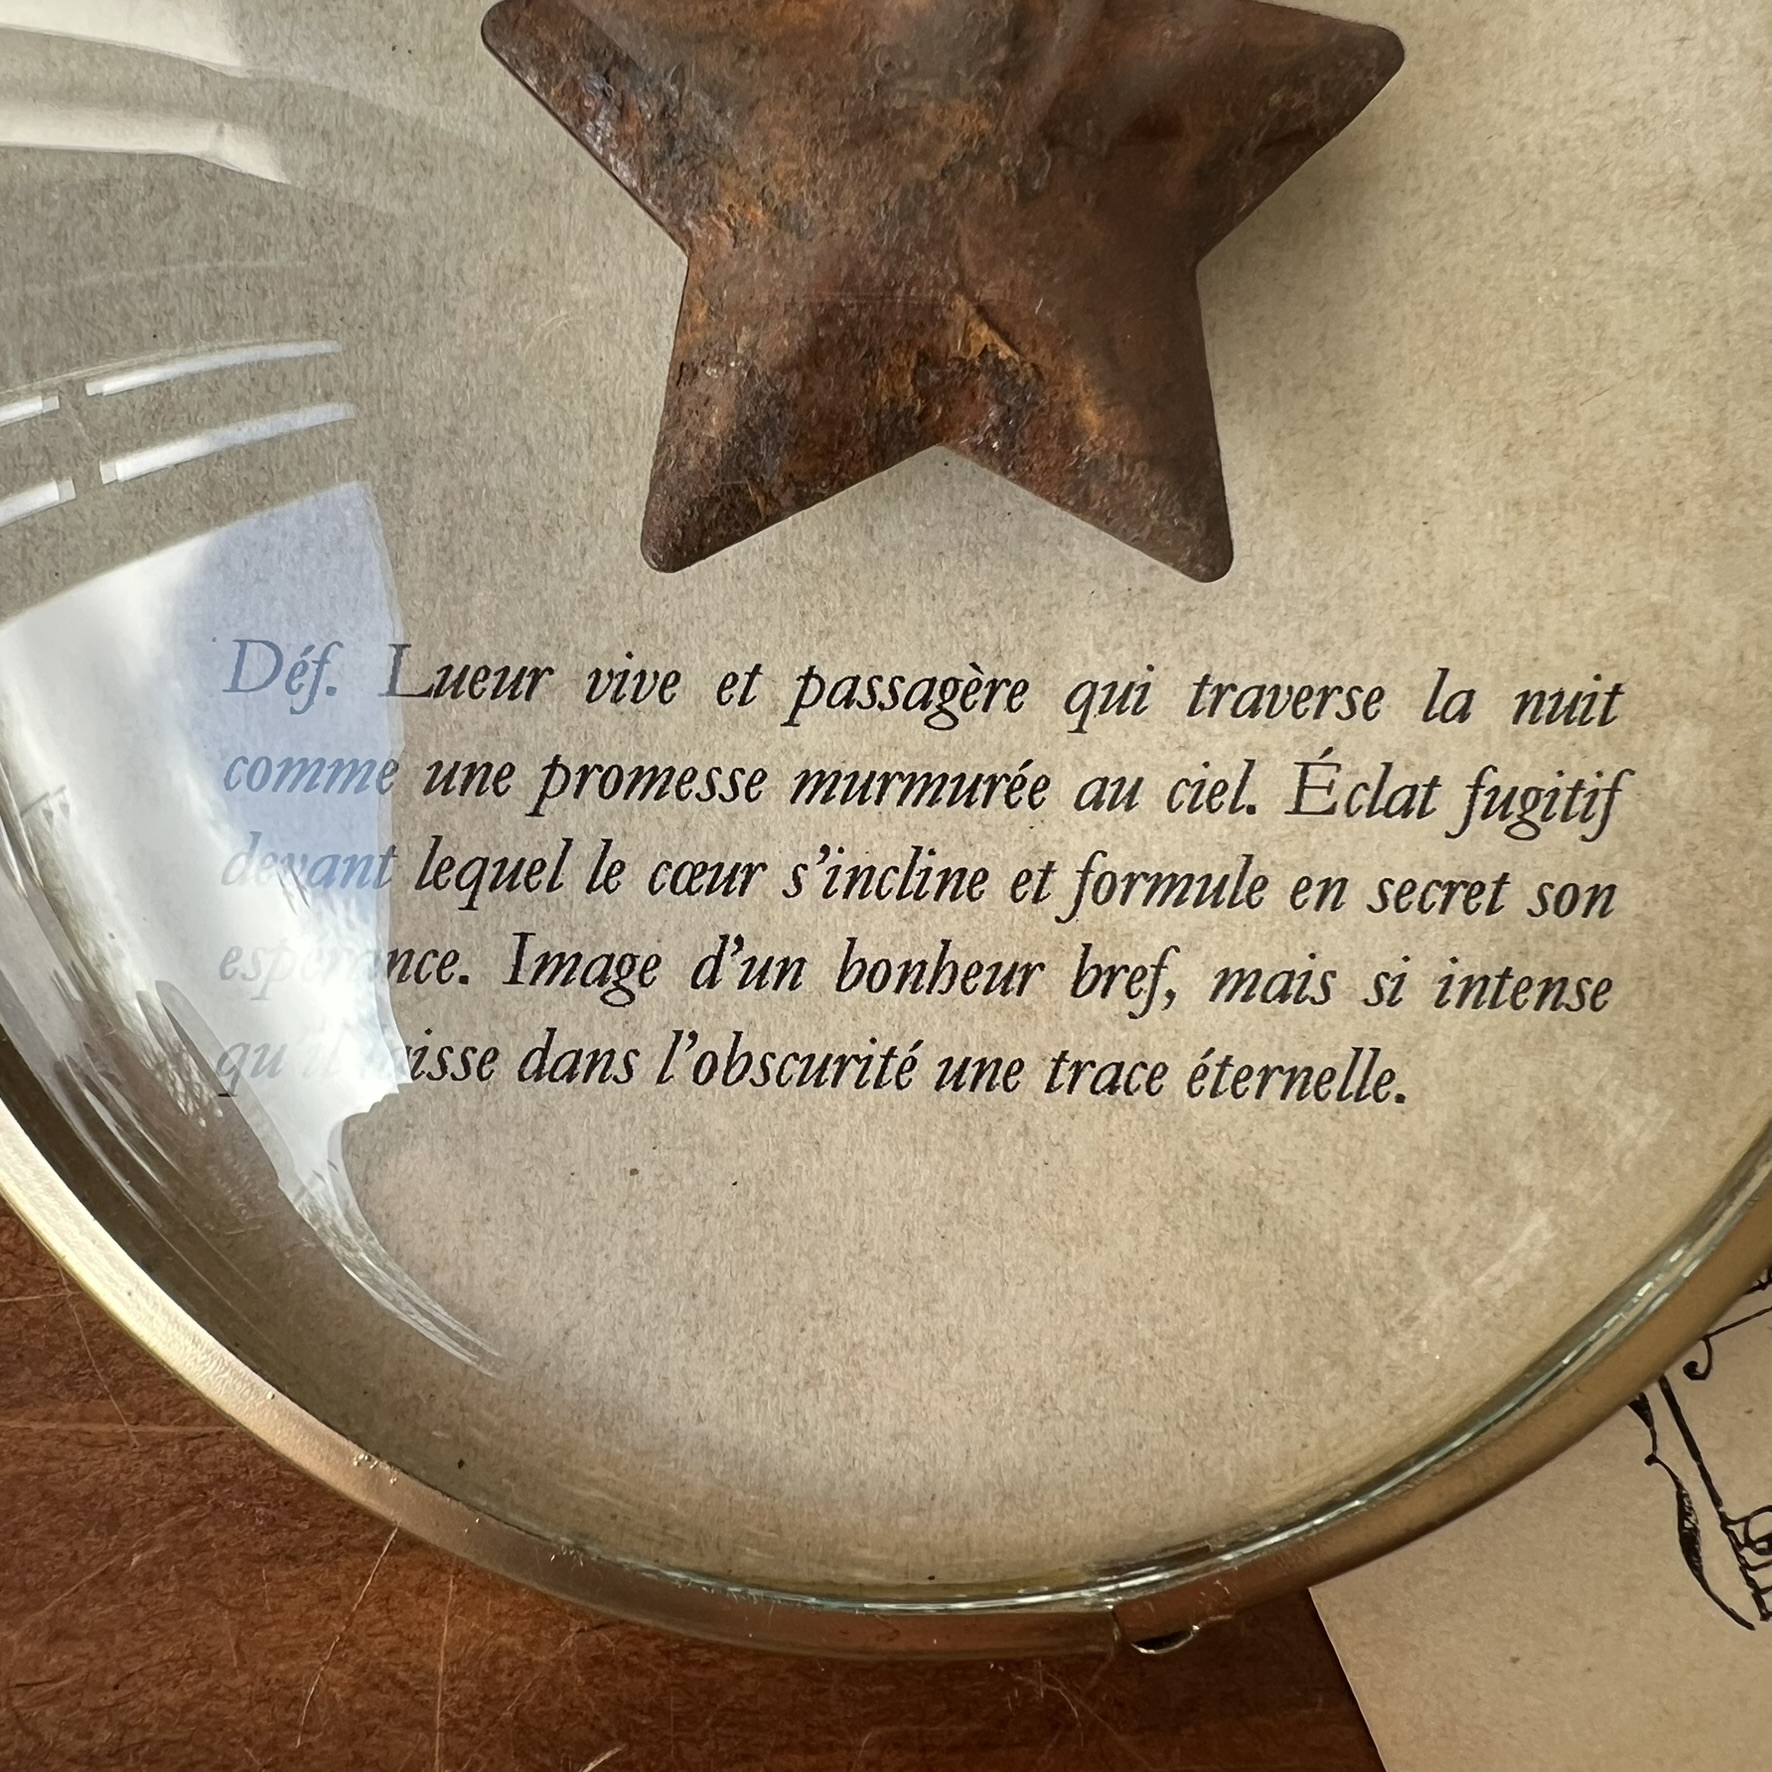 Déf. Lueur vive et passagère qui traverse la nuit
comme une promesse murmurée au ciel. Éclat fugitif
devant lequel le cœur s’incline et formule en secret son
espérance. Image d’un bonheur bref, mais si intense
qu’il laisse dans l’obscurité une trace éternelle.